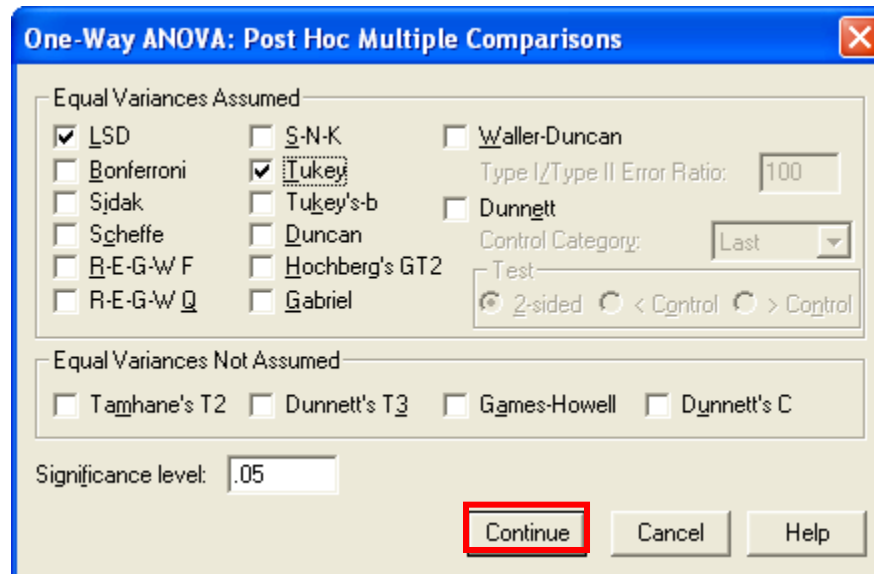 One-Way ANOVA: Post Hoc Multiple Comparisons
Equal Variances Assumed
LSD S-N-K Waller-Duncan
Bonferroni Tukey Type I/Type II Error Ratio: 100
Sidak Tukey's-b Dunnett
Scheffe Duncan Control Category: Last
R-E-G-W F Hochberg's GT2 Test
R-E-G-W Q Gabriel 2-sided < Control > Control
Equal Variances Not Assumed
Tamhane's T2 Dunnett's T3 Games-Howell Dunnett's C
Significance level: .05
Continue Cancel Help